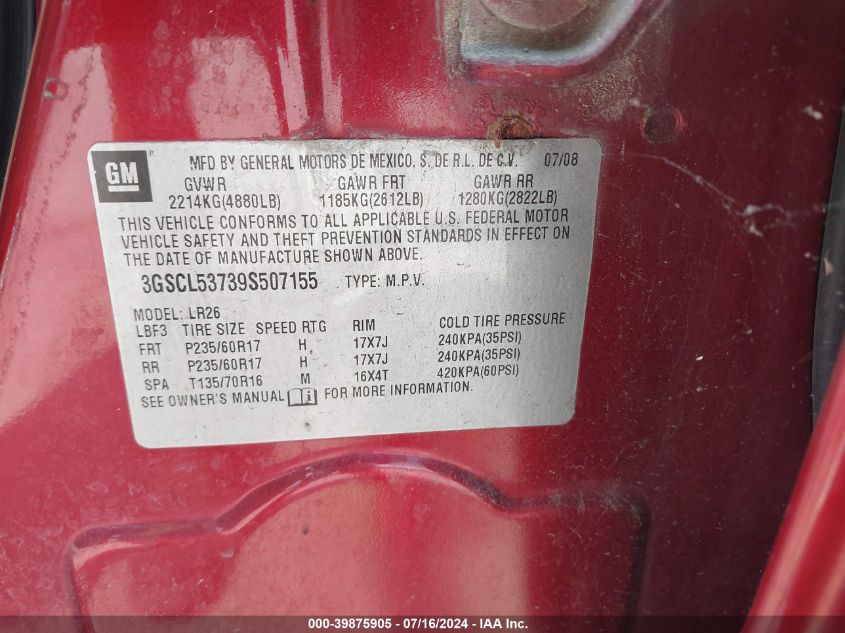 GM
MFD BY GENERAL MOTORS DE MEXICO, S. DE R.L. DE C.V. 07/08
GVWR GAWR FRT GAWR RR
2214KG(4880LB) 1185KG(2612LB) 1280KG(2822LB)
THIS VEHICLE CONFORMS TO ALL APPLICABLE U.S. FEDERAL MOTOR
VEHICLE SAFETY AND THEFT PREVENTION STANDARDS IN EFFECT ON
THE DATE OF MANUFACTURE SHOWN ABOVE.
3GSCL53739S507155 TYPE: M.P.V.
MODEL: LR26
LBF3 TIRE SIZE SPEED RTG RIM COLD TIRE PRESSURE
FRT P235/60R17 H 17X7J 240KPA(35PSI)
RR P235/60R17 H 17X7J 240KPA(35PSI)
SPA T135/70R16 M 16X4T 420KPA(60PSI)
SEE OWNER'S MANUAL FOR MORE INFORMATION.
000-39875905 - 07/16/2024 - IAAI Inc.